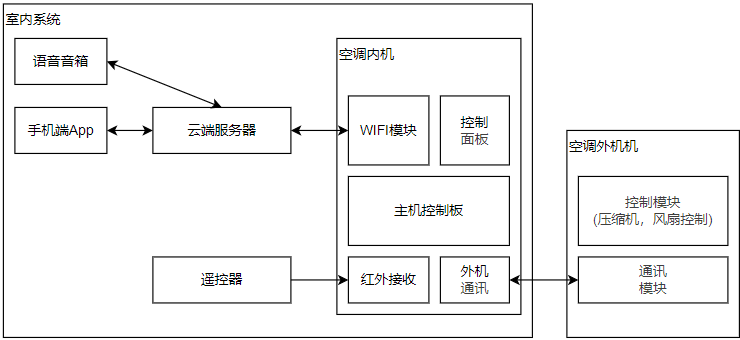 室内系统
语音音箱
手机端App
云端服务器
遥控器
空调内机
WIFI模块
控制
面板
主机控制板
红外接收
外机
通讯
空调外机机
控制模块
(压缩机，风扇控制)
通讯
模块